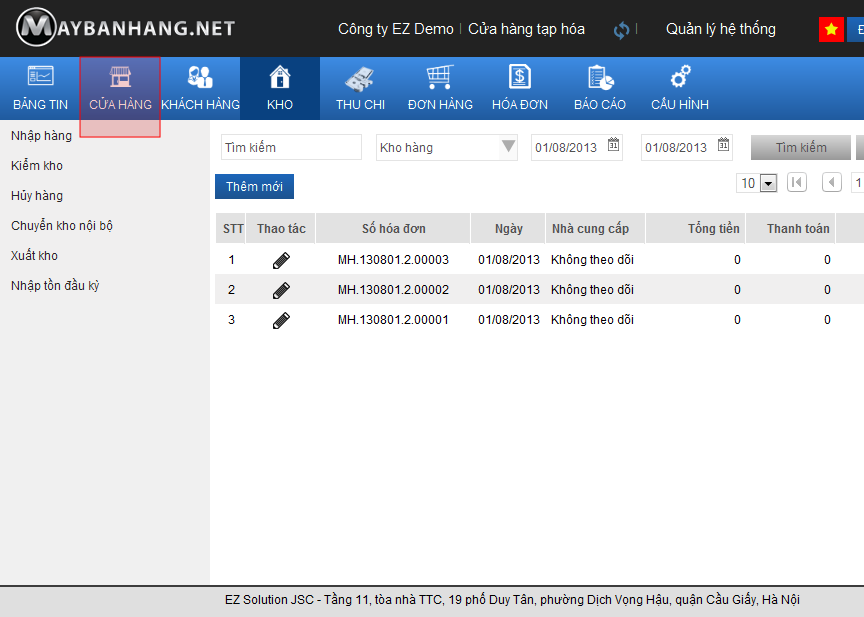 MAYBANHANG.NET Công ty EZ Demo | Cửa hàng tạp hóa | Quản lý hệ thống
BẢNG TIN CỬA HÀNG KHÁCH HÀNG KHO THU CHI ĐƠN HÀNG HÓA ĐƠN BÁO CÁO CẤU HÌNH
Nhập hàng
Kiểm kho
Hủy hàng
Chuyển kho nội bộ
Xuất kho
Nhập tồn đầu kỳ
Tìm kiếm Kho hàng 01/08/2013 01/08/2013 Tìm kiếm
Thêm mới 10 1
STT Thao tác Số hóa đơn Ngày Nhà cung cấp Tổng tiền Thanh toán
1 MH.130801.2.00003 01/08/2013 Không theo dõi 0 0
2 MH.130801.2.00002 01/08/2013 Không theo dõi 0 0
3 MH.130801.2.00001 01/08/2013 Không theo dõi 0 0
EZ Solution JSC - Tầng 11, tòa nhà TTC, 19 phố Duy Tân, phường Dịch Vọng Hậu, quận Cầu Giấy, Hà Nội